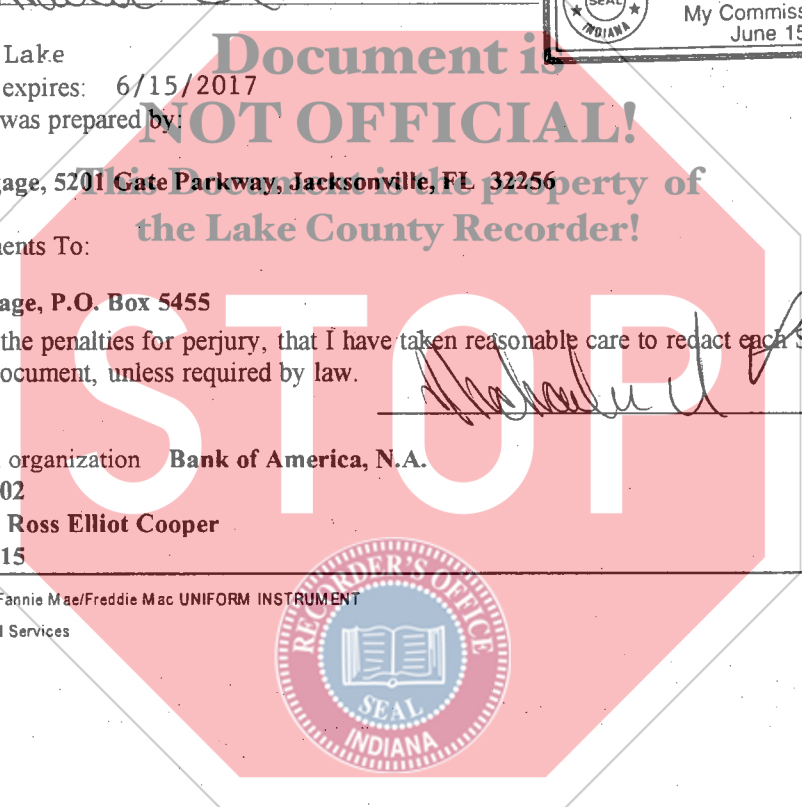 SEAL
INDIANA
My Commiss
June 15
Lake
expires: 6/15/2017
was prepared by:
Document is
NOT OFFICIAL!
This Document is the property of
the Lake County Recorder!
gage, 5201 Gate Parkway, Jacksonville, FL 32256
ents To:
age, P.O. Box 5455
the penalties for perjury, that I have taken reasonable care to redact each S
ocument, unless required by law.
STOP
organization Bank of America, N.A.
02
Ross Elliot Cooper
15
Fannie Mae/Freddie Mac UNIFORM INSTRUMENT
l Services
RECORDER'S OFFICE
SEAL
INDIANA